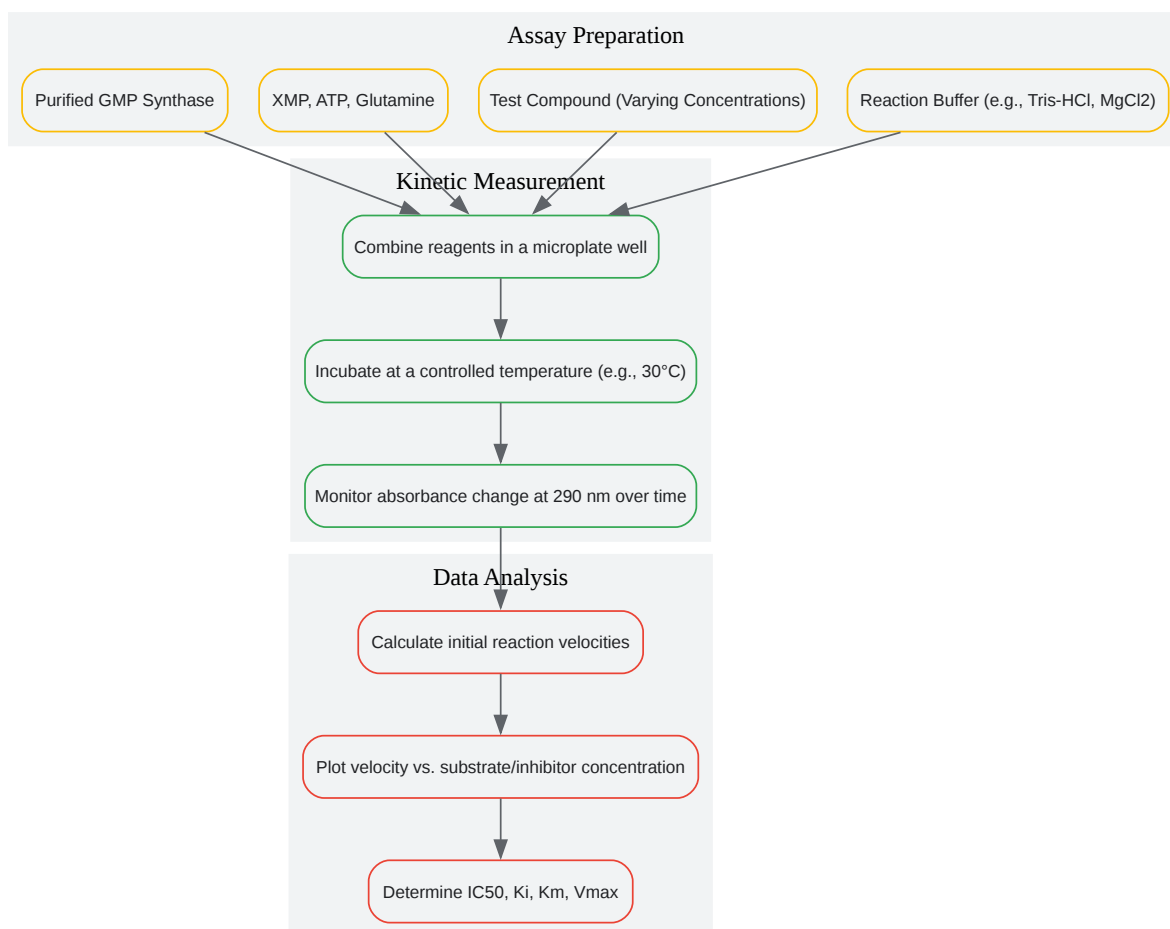 Assay Preparation
Purified GMP Synthase
XMP, ATP, Glutamine
Test Compound (Varying Concentrations)
Reaction Buffer (e.g., Tris-HCl, MgCl2)
Kinetic Measurement
Combine reagents in a microplate well
Incubate at a controlled temperature (e.g., 30°C)
Monitor absorbance change at 290 nm over time
Data Analysis
Calculate initial reaction velocities
Plot velocity vs. substrate/inhibitor concentration
Determine IC50, Ki, Km, Vmax